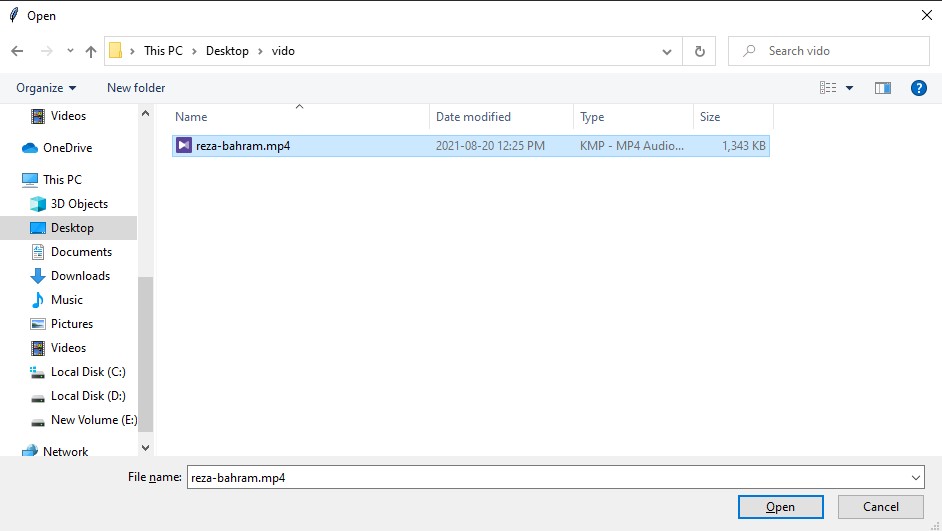 Open
This PC > Desktop > vido
Search vido
Organize
New folder
?
Name Date modified Type Size
reza-bahram.mp4 2021-08-20 12:25 PM KMP - MP4 Audio... 1,343 KB
Videos
OneDrive
This PC
3D Objects
Desktop
Documents
Downloads
Music
Pictures
Videos
Local Disk (C:)
Local Disk (D:)
New Volume (E:)
Network
File name: reza-bahram.mp4
Open Cancel